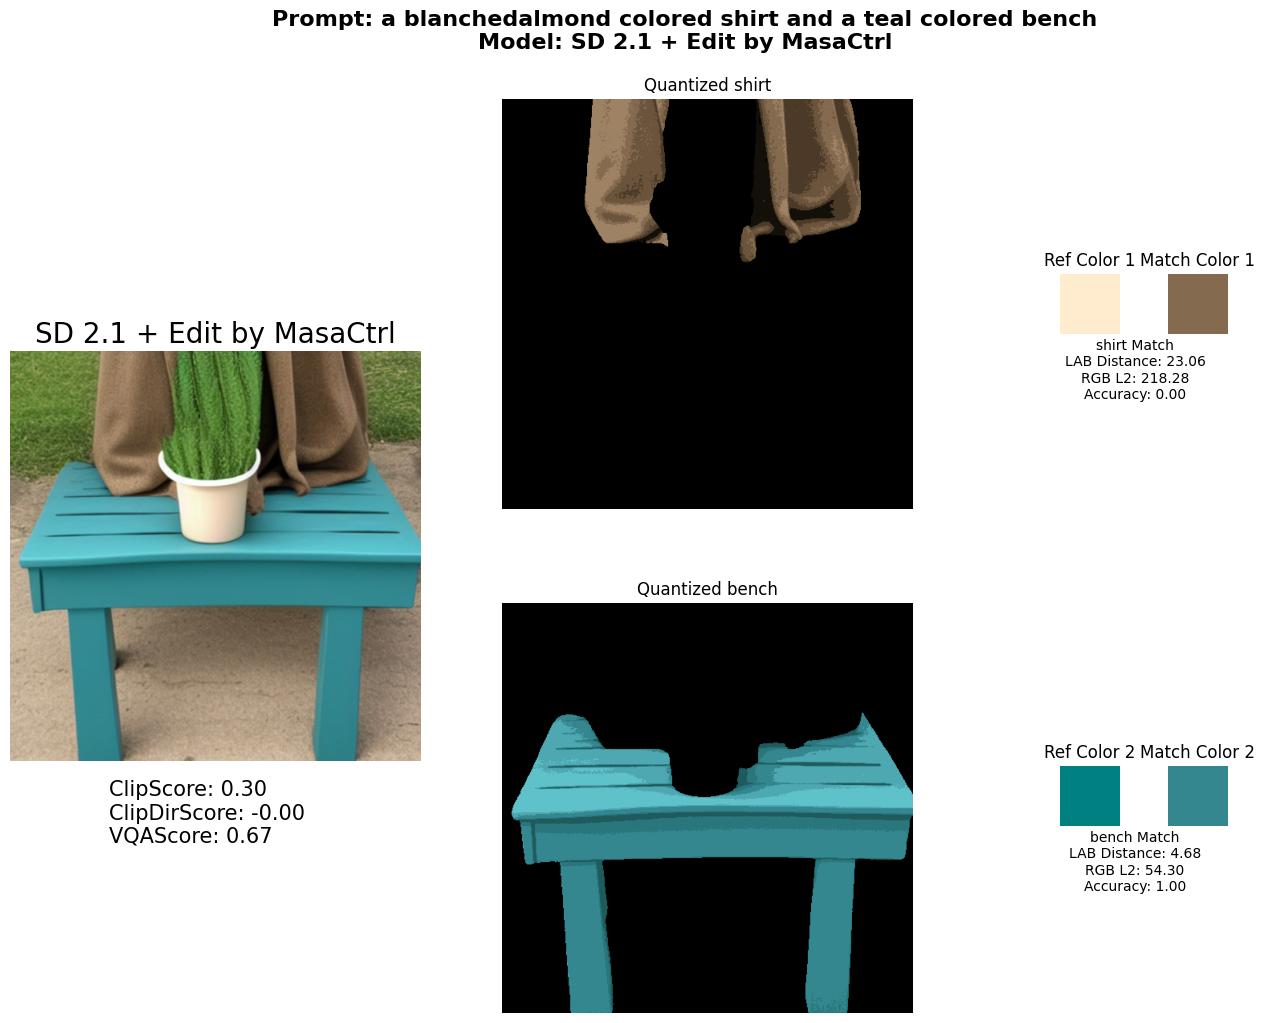 Prompt: a blanchedalmond colored shirt and a teal colored bench
Model: SD 2.1 + Edit by MasaCtrl
Quantized shirt
Ref Color 1 Match Color 1
shirt Match
LAB Distance: 23.06
RGB L2: 218.28
Accuracy: 0.00
SD 2.1 + Edit by MasaCtrl
ClipScore: 0.30
ClipDirScore: -0.00
VQAScore: 0.67
Quantized bench
Ref Color 2 Match Color 2
bench Match
LAB Distance: 4.68
RGB L2: 54.30
Accuracy: 1.00